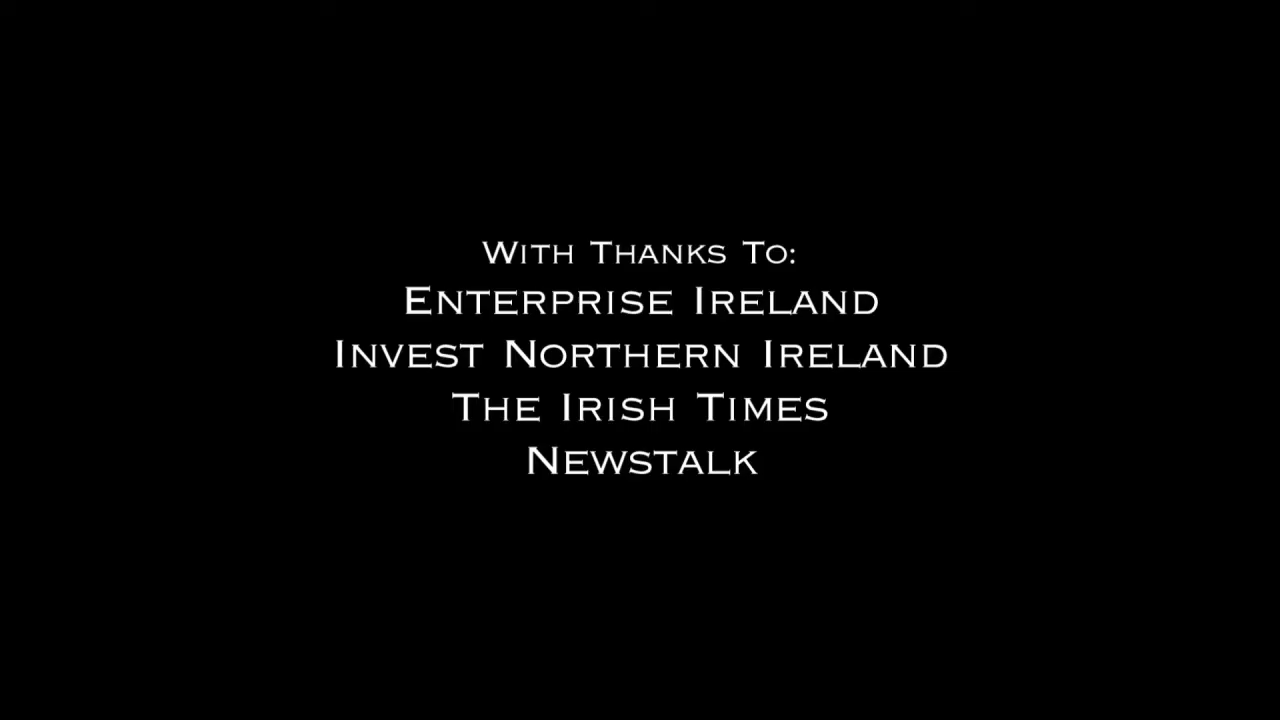 With Thanks To:
Enterprise Ireland
Invest Northern Ireland
The Irish Times
Newstalk